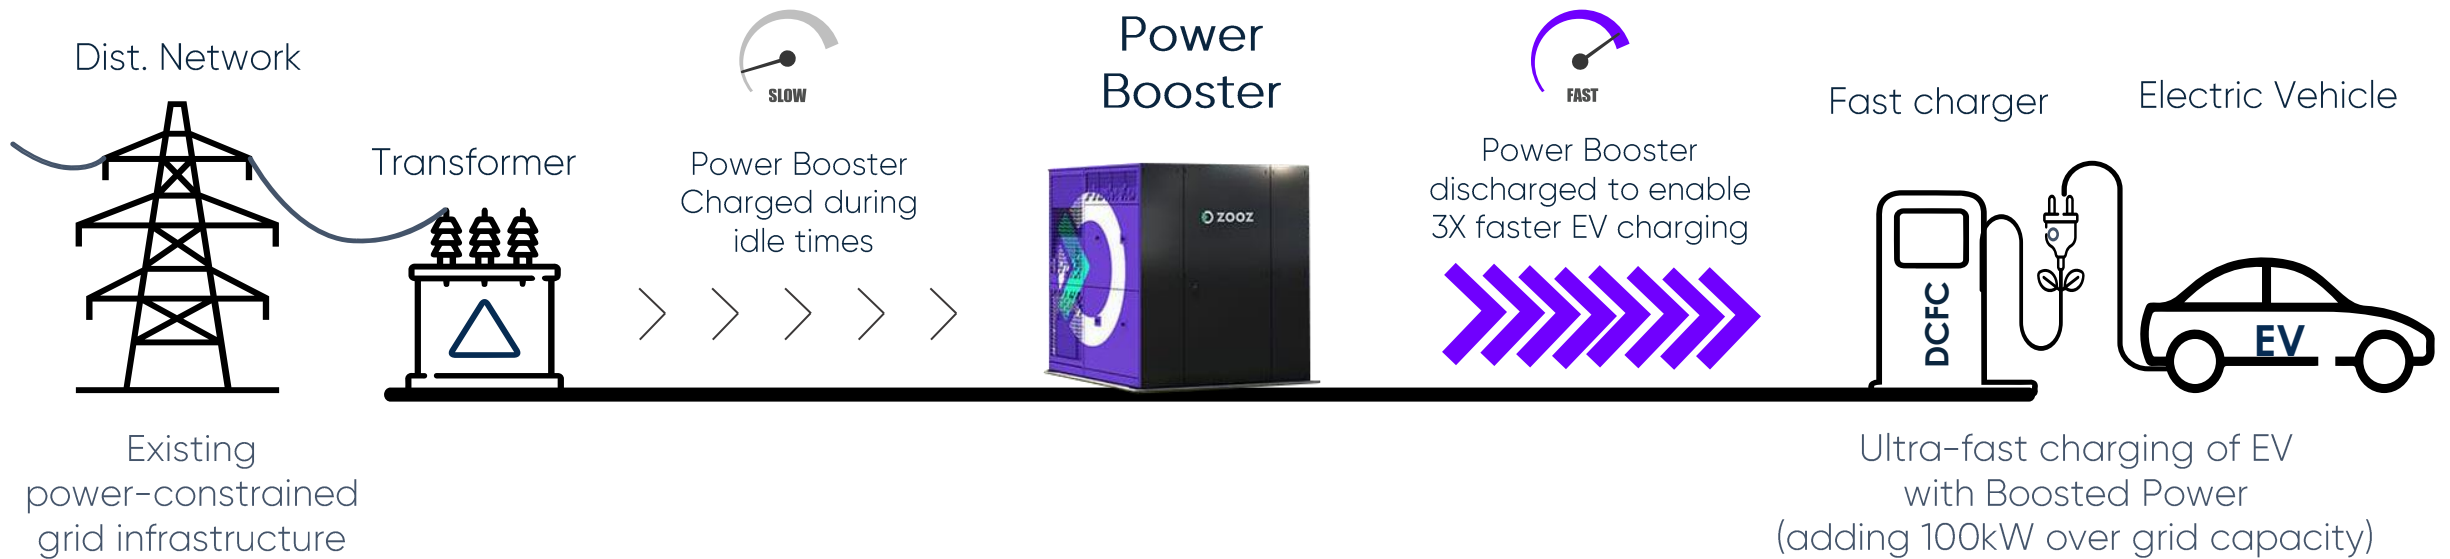 Dist. Network
Existing
power-constrained
grid infrastructure
Transformer
SLOW
Power Booster
Charged during
idle times
Power
Booster
ZOOZ
FAST
Power Booster
discharged to enable
3X faster EV charging
Fast charger
DCFC
Electric Vehicle
EV
Ultra-fast charging of EV
with Boosted Power
(adding 100kW over grid capacity)